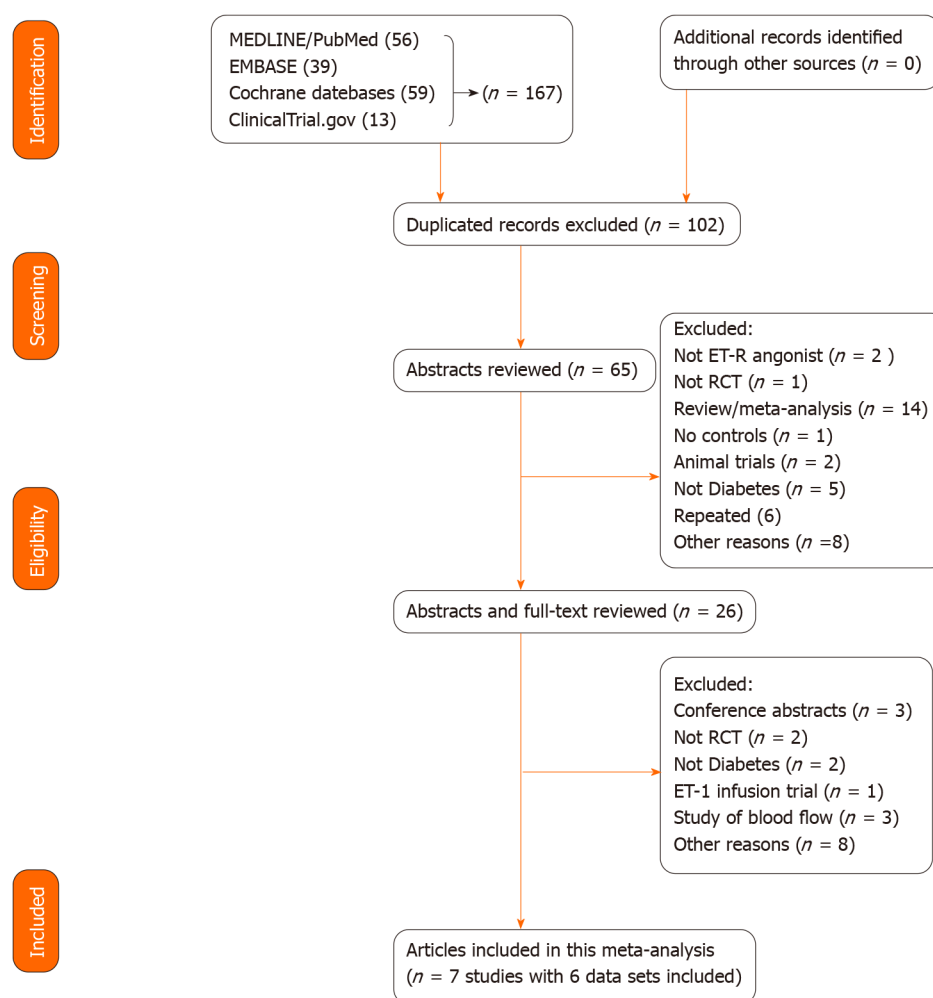 Identification
MEDLINE/PubMed (56)
EMBASE (39)
Cochrane datebases (59)
ClinicalTrial.gov (13)
(n = 167)
Additional records identified
through other sources (n = 0)
Duplicated records excluded (n = 102)
Screening
Abstracts reviewed (n = 65)
Excluded:
Not ET-R angonist (n = 2 )
Not RCT (n = 1)
Review/meta-analysis (n = 14)
No controls (n = 1)
Animal trials (n = 2)
Not Diabetes (n = 5)
Repeated (6)
Other reasons (n =8)
Eligibility
Abstracts and full-text reviewed (n = 26)
Excluded:
Conference abstracts (n = 3)
Not RCT (n = 2)
Not Diabetes (n = 2)
ET-1 infusion trial (n = 1)
Study of blood flow (n = 3)
Other reasons (n = 8)
Included
Articles included in this meta-analysis
(n = 7 studies with 6 data sets included)